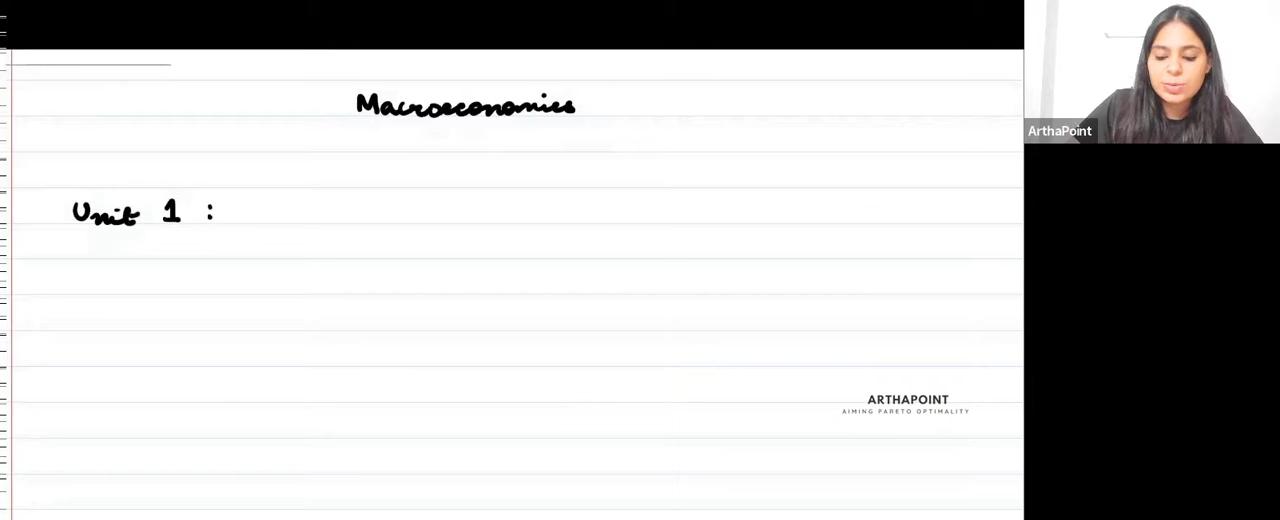 Macroeconomics
Unit 1 :
ArthaPoint
ARTHAPOINT
AIMING PARETO OPTIMALITY